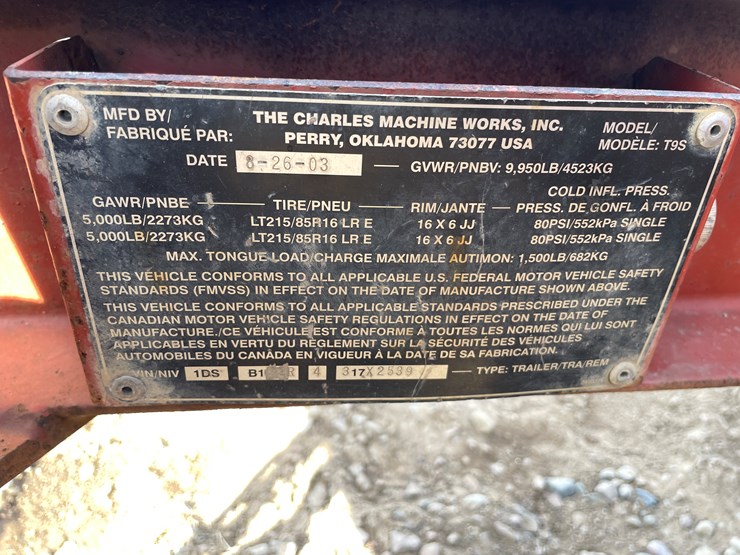 MFD BY/ THE CHARLES MACHINE WORKS, INC. MODEL/
FABRIQUÉ PAR: PERRY, OKLAHOMA 73077 USA MODÈLE: T9S
DATE 8-26-03 GVWR/PNBV: 9,950LB/4523KG
COLD INFL. PRESS.
GAWR/PNBE TIRE/PNEU RIM/JANTE PRESS. DE GONFL. À FROID
5,000LB/2273KG LT215/85R16 LR E 16 X 6 JJ 80PSI/552kPa SINGLE
5,000LB/2273KG LT215/85R16 LR E 16 X 6 JJ 80PSI/552kPa SINGLE
MAX. TONGUE LOAD/CHARGE MAXIMALE AUTIMON: 1,500LB/682KG
THIS VEHICLE CONFORMS TO ALL APPLICABLE U.S. FEDERAL MOTOR VEHICLE SAFETY
STANDARDS (FMVSS) IN EFFECT ON THE DATE OF MANUFACTURE SHOWN ABOVE.
THIS VEHICLE CONFORMS TO ALL APPLICABLE STANDARDS PRESCRIBED UNDER THE
CANADIAN MOTOR VEHICLE SAFETY REGULATIONS IN EFFECT ON THE DATE OF
MANUFACTURE./CE VÉHICULE EST CONFORME À TOUTES LES NORMES QUI LUI SONT
APPLICABLES EN VERTU DU RÈGLEMENT SUR LA SÉCURITÉ DES VÉHICULES
AUTOMOBILES DU CANADA EN VIGUEUR À LA DATE DE SA FABRICATION.
VIN/NIV 1DS 4 317X2539 TYPE: TRAILER/TRA/REM